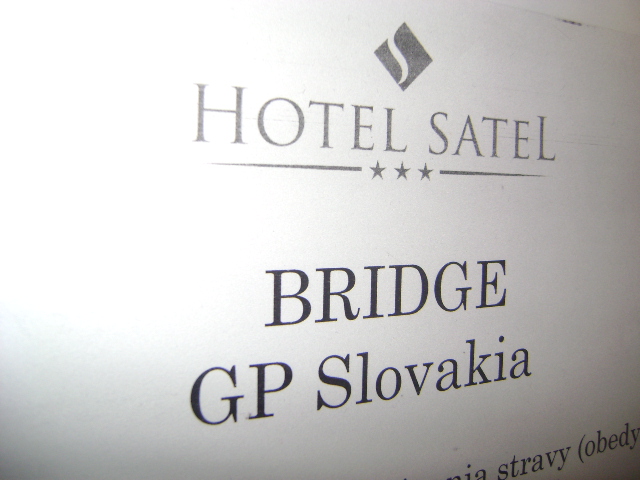 HOTEL SATEL
BRIDGE
GP Slovakia
stravy (obedy